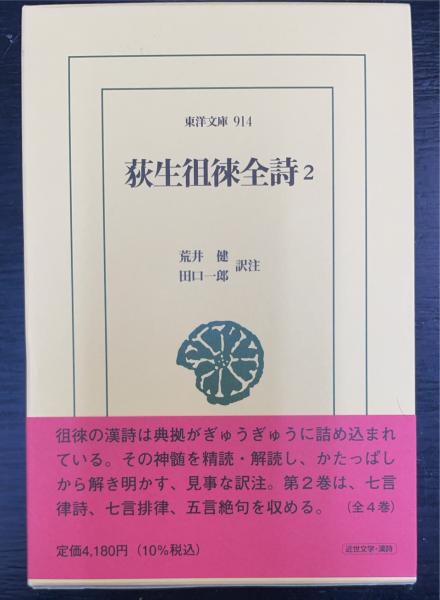 東洋文庫 914
荻生徂徠全詩 2
荒井 健
田口一郎
訳注
徂徠の漢詩は典拠がぎゅうぎゅうに詰め込まれ
ている。その神髄を精読・解読し、かたっぱし
から解き明かす、見事な訳注。第2巻は、七言
律詩、七言排律、五言絶句を収める。(全4巻)
定価4,180円(10%税込)
近世文学・漢詩